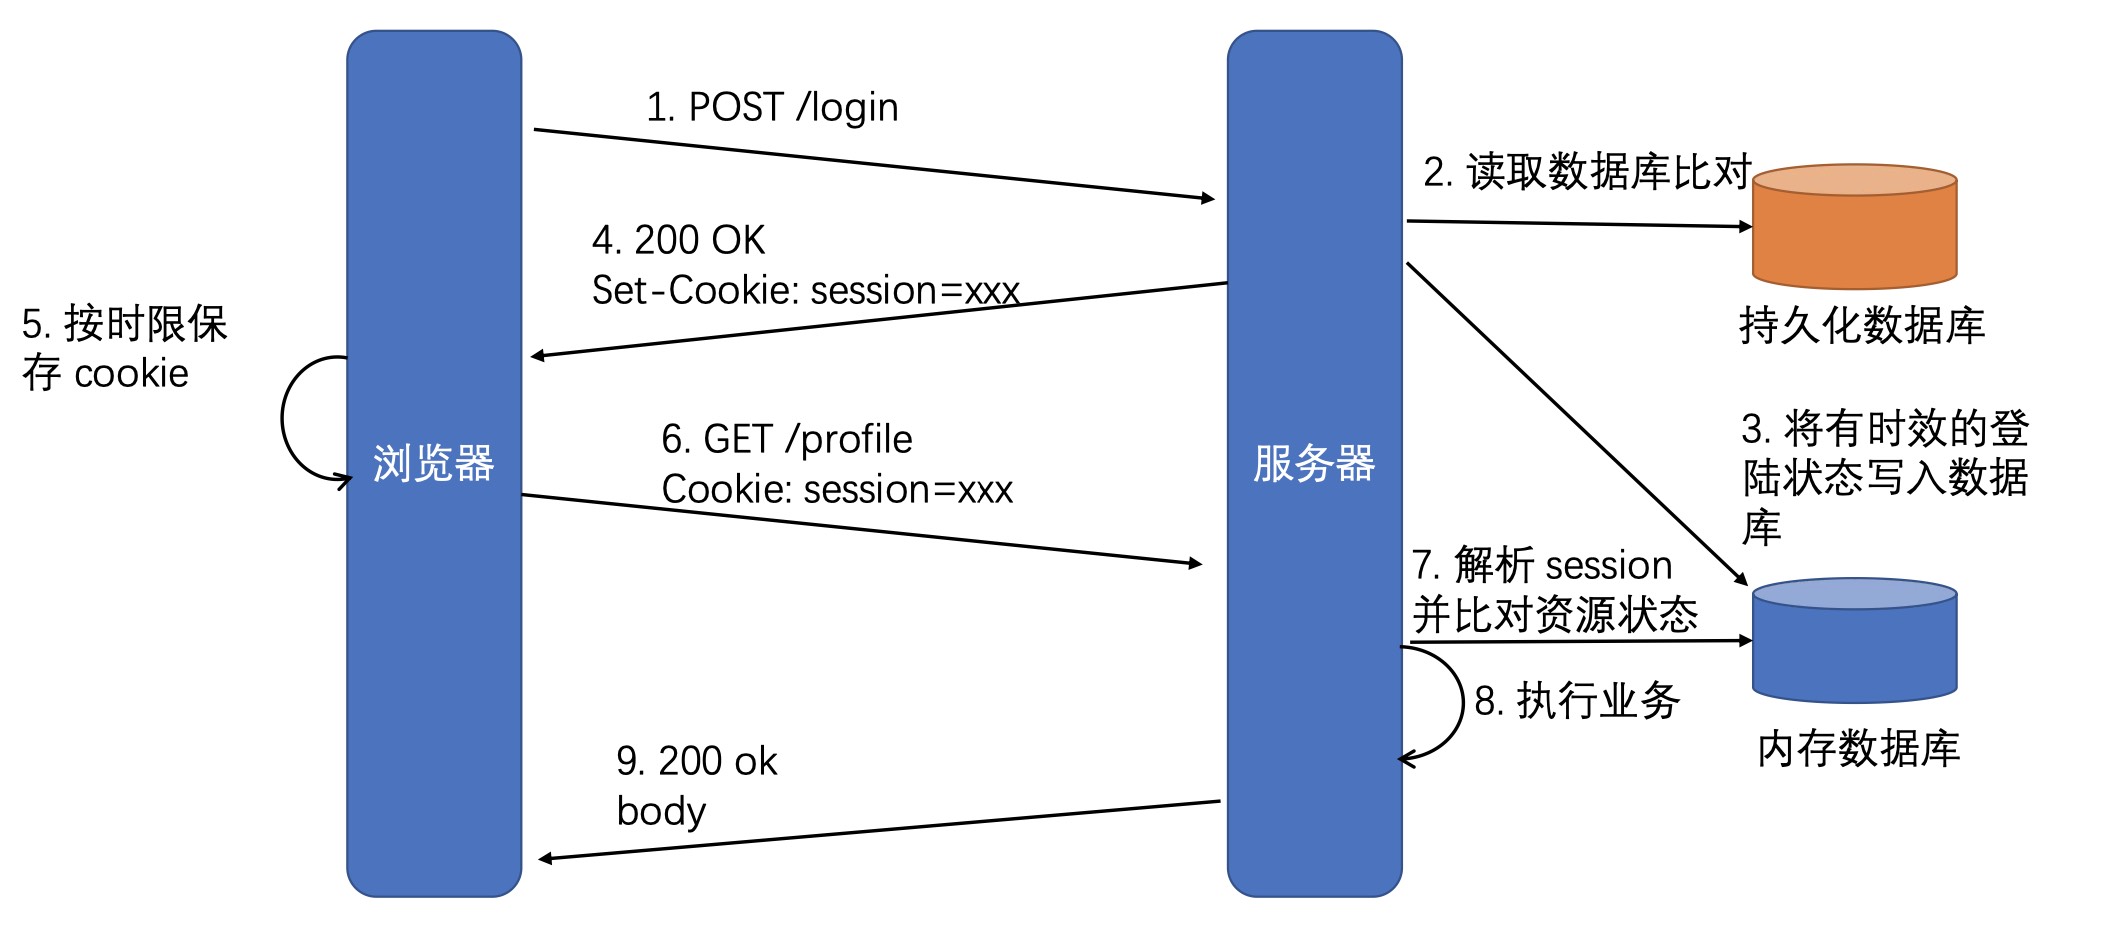 1. POST /login
2. 读取数据库比对
4. 200 OK
Set-Cookie: session=xxx
持久化数据库
5. 按时限保
存 cookie
3. 将有时效的登
陆状态写入数据
库
浏览器
6. GET /profile
Cookie: session=xxx
服务器
7. 解析 session
并比对资源状态
8. 执行业务
内存数据库
9. 200 ok
body